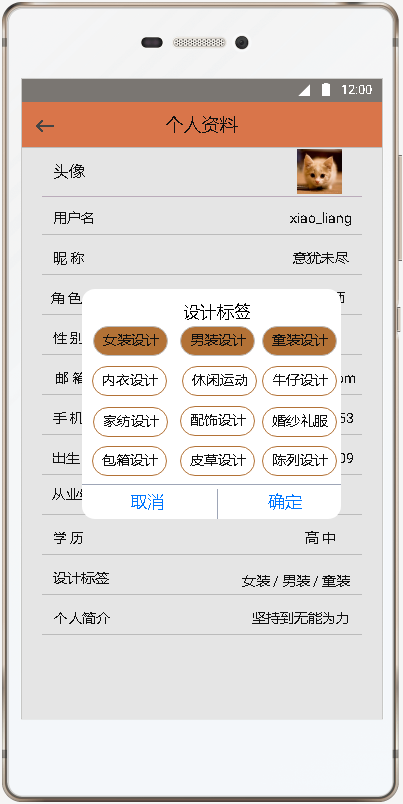 12:00
个人资料
头像
用户名 xiao_liang
昵 称 意犹未尽
角 色
性 别
设计标签
女装设计 男装设计 童装设计
内衣设计 休闲运动 牛仔设计
家纺设计 配饰设计 婚纱礼服
包箱设计 皮草设计 陈列设计
取消 确定
邮 箱 om
手 机 53
出生 09
从业
学 历 高 中
设计标签 女装 / 男装 / 童装
个人简介 坚持到无能为力